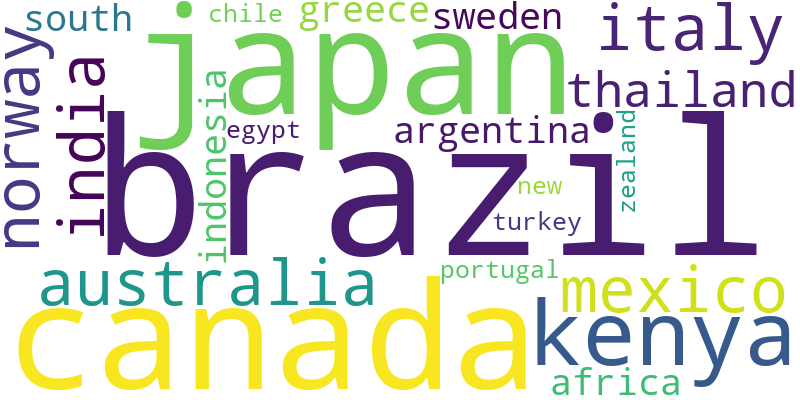 south
chile
greece
sweden
italy
japan
norway
india
thailand
indonesia
egypt
argentina
zealand
brazil
new
turkey
australia
portugal
mexico
canada
kenya
africa